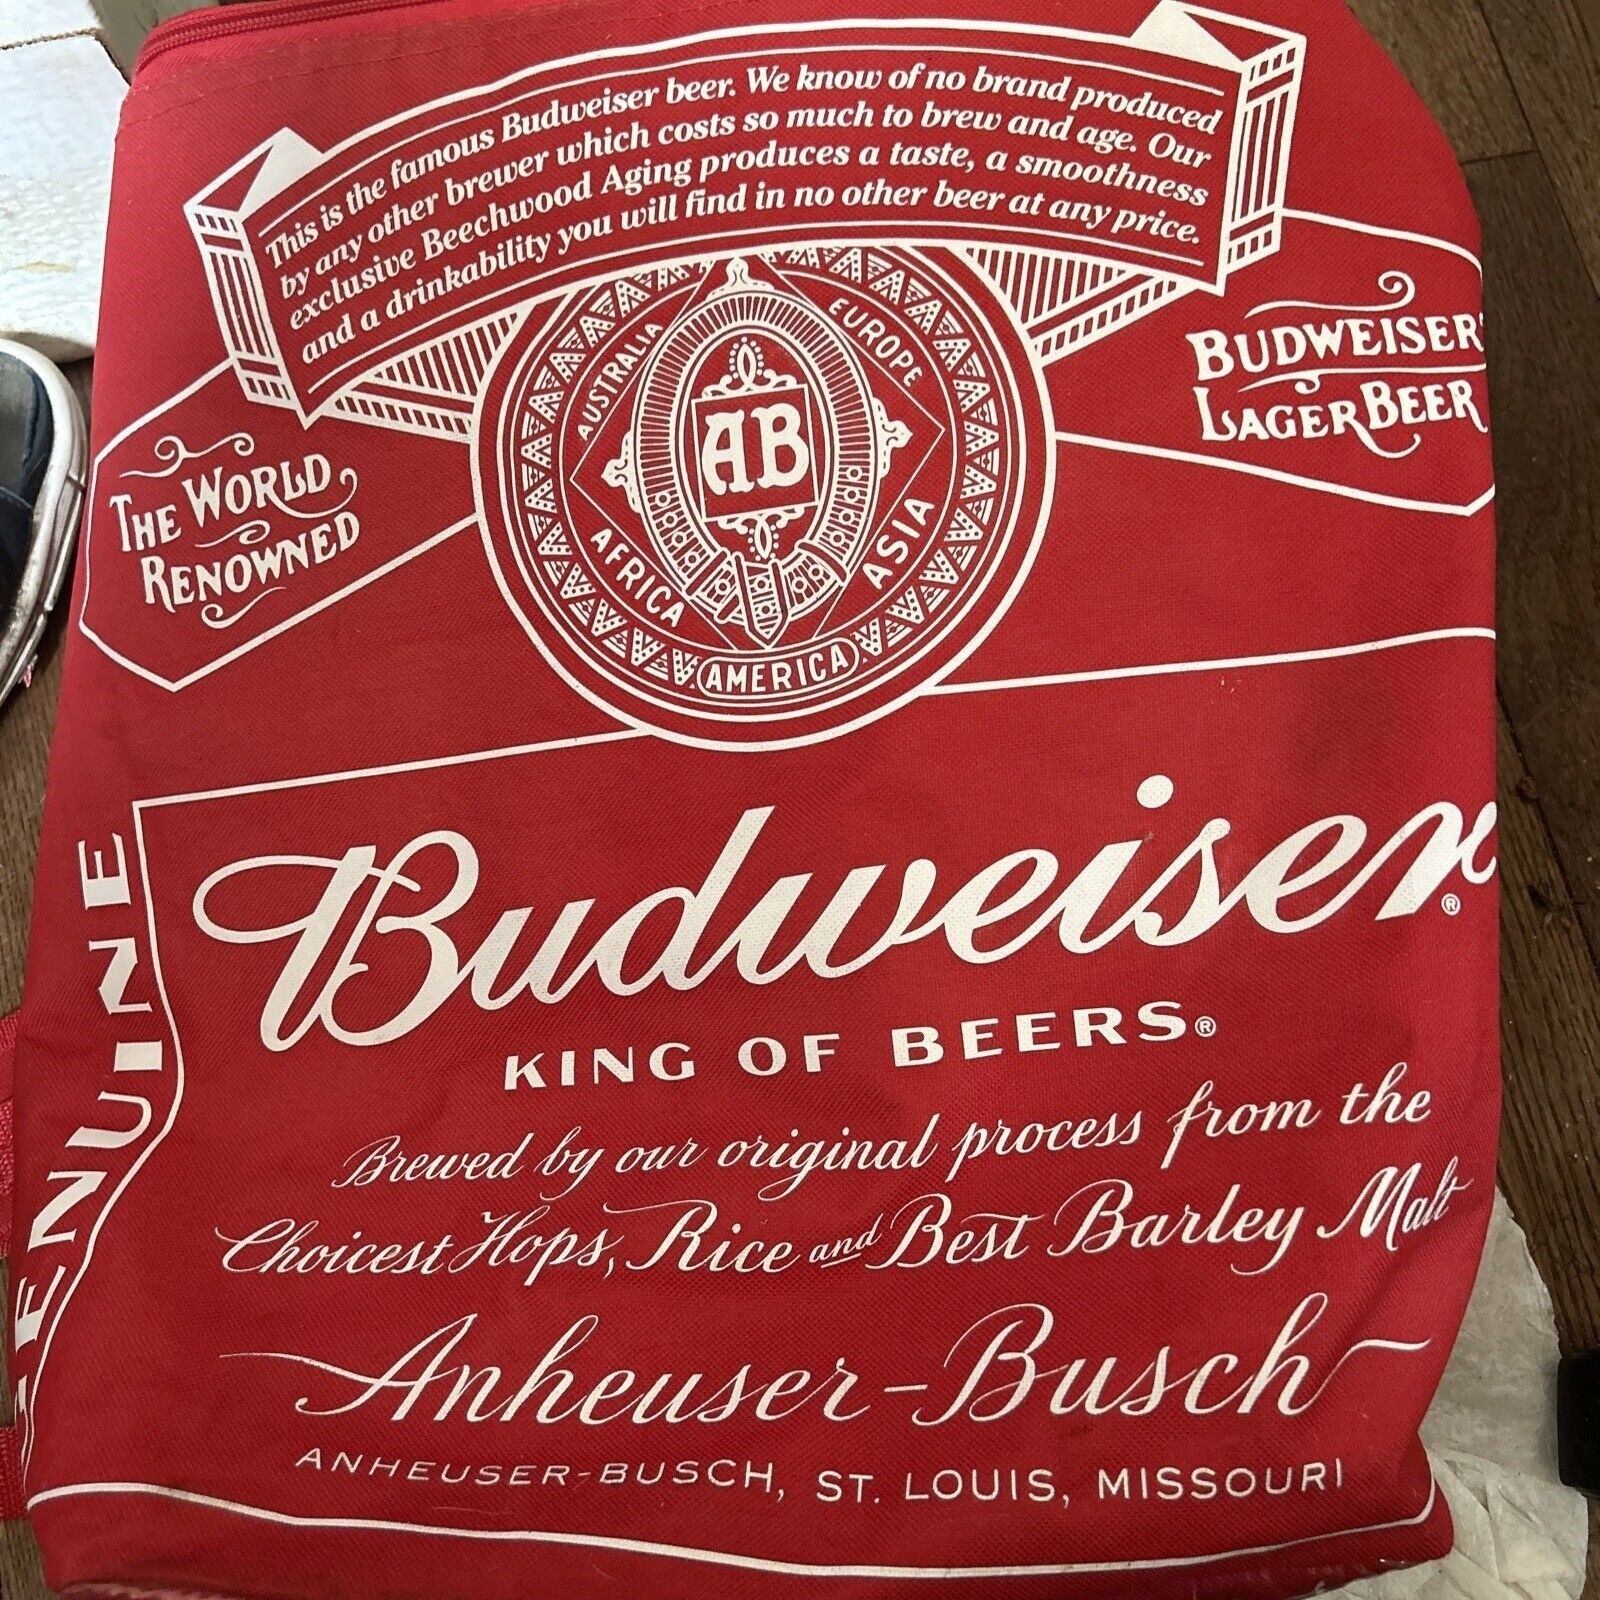 This is the famous Budweiser beer. We know of no brand produced
by any other brewer which costs so much to brew and age. Our
exclusive Beechwood Aging produces a taste, a smoothness
and a drinkability you will find in no other beer at any price.
THE WORLD
RENOWNED
AUSTRALIA
EUROPE
AFRICA
ASIA
AMERICA
AB
BUDWEISER
LAGER BEER
GENUINE
Budweiser®
KING OF BEERS®
Brewed by our original process from the
Choicest Hops, Rice and Best Barley Malt
Anheuser-Busch
ANHEUSER-BUSCH, ST. LOUIS, MISSOURI